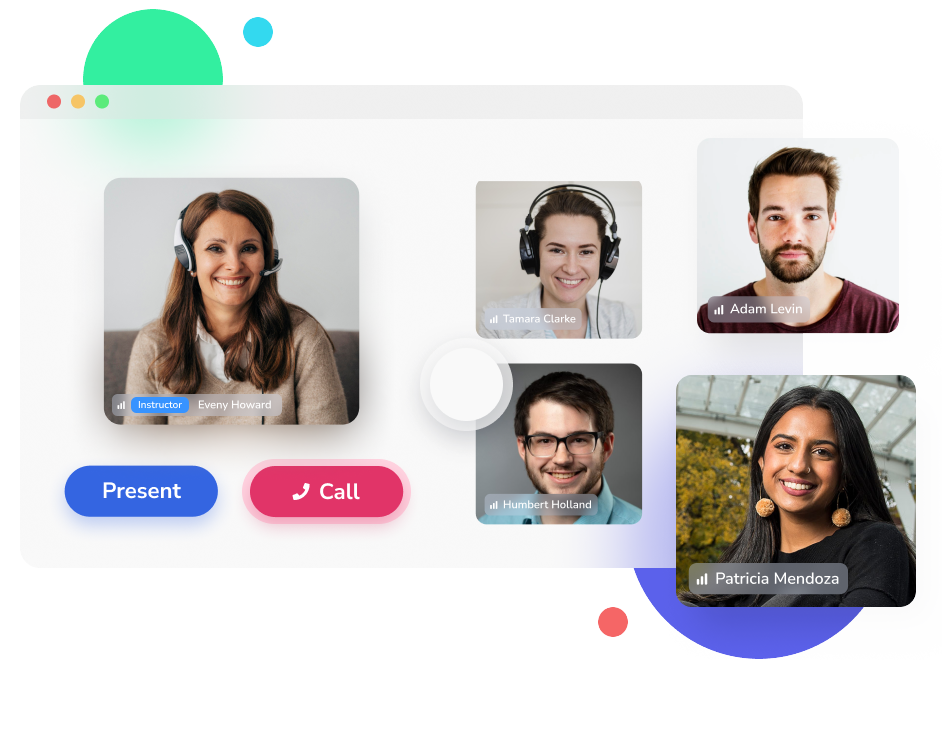 Instructor Eveny Howard
Present
Call
Tamara Clarke
Humbert Holland
Adam Levin
Patricia Mendoza